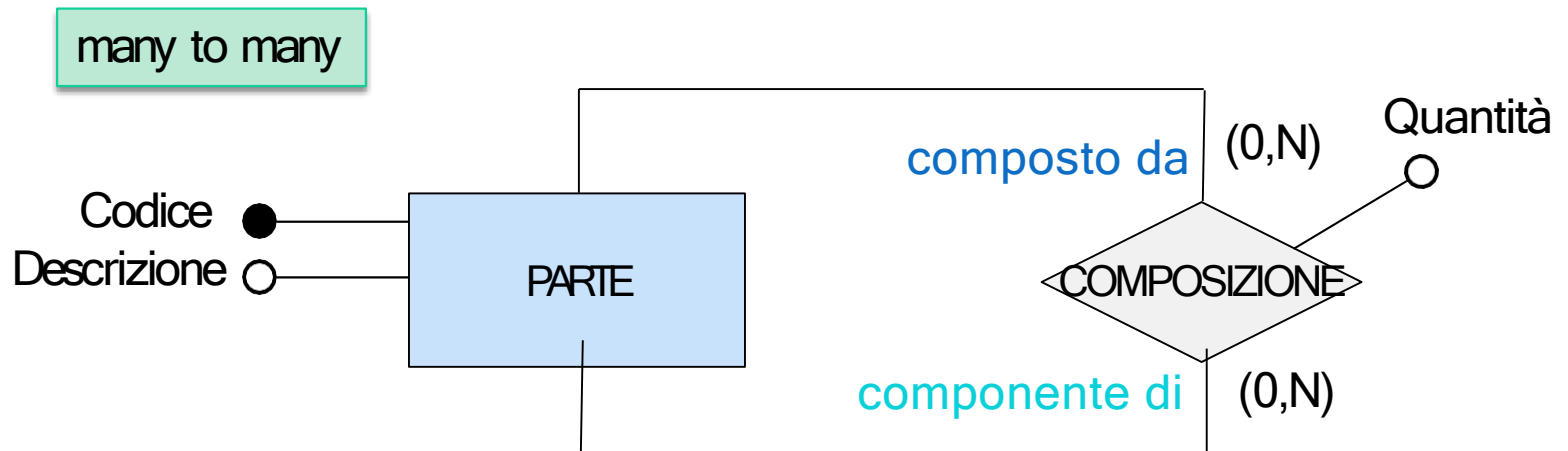 many to many
Quantità
(0,N)
composto da
Codice
Descrizione
PARTE
COMPOSIZIONE
componente di
(0,N)